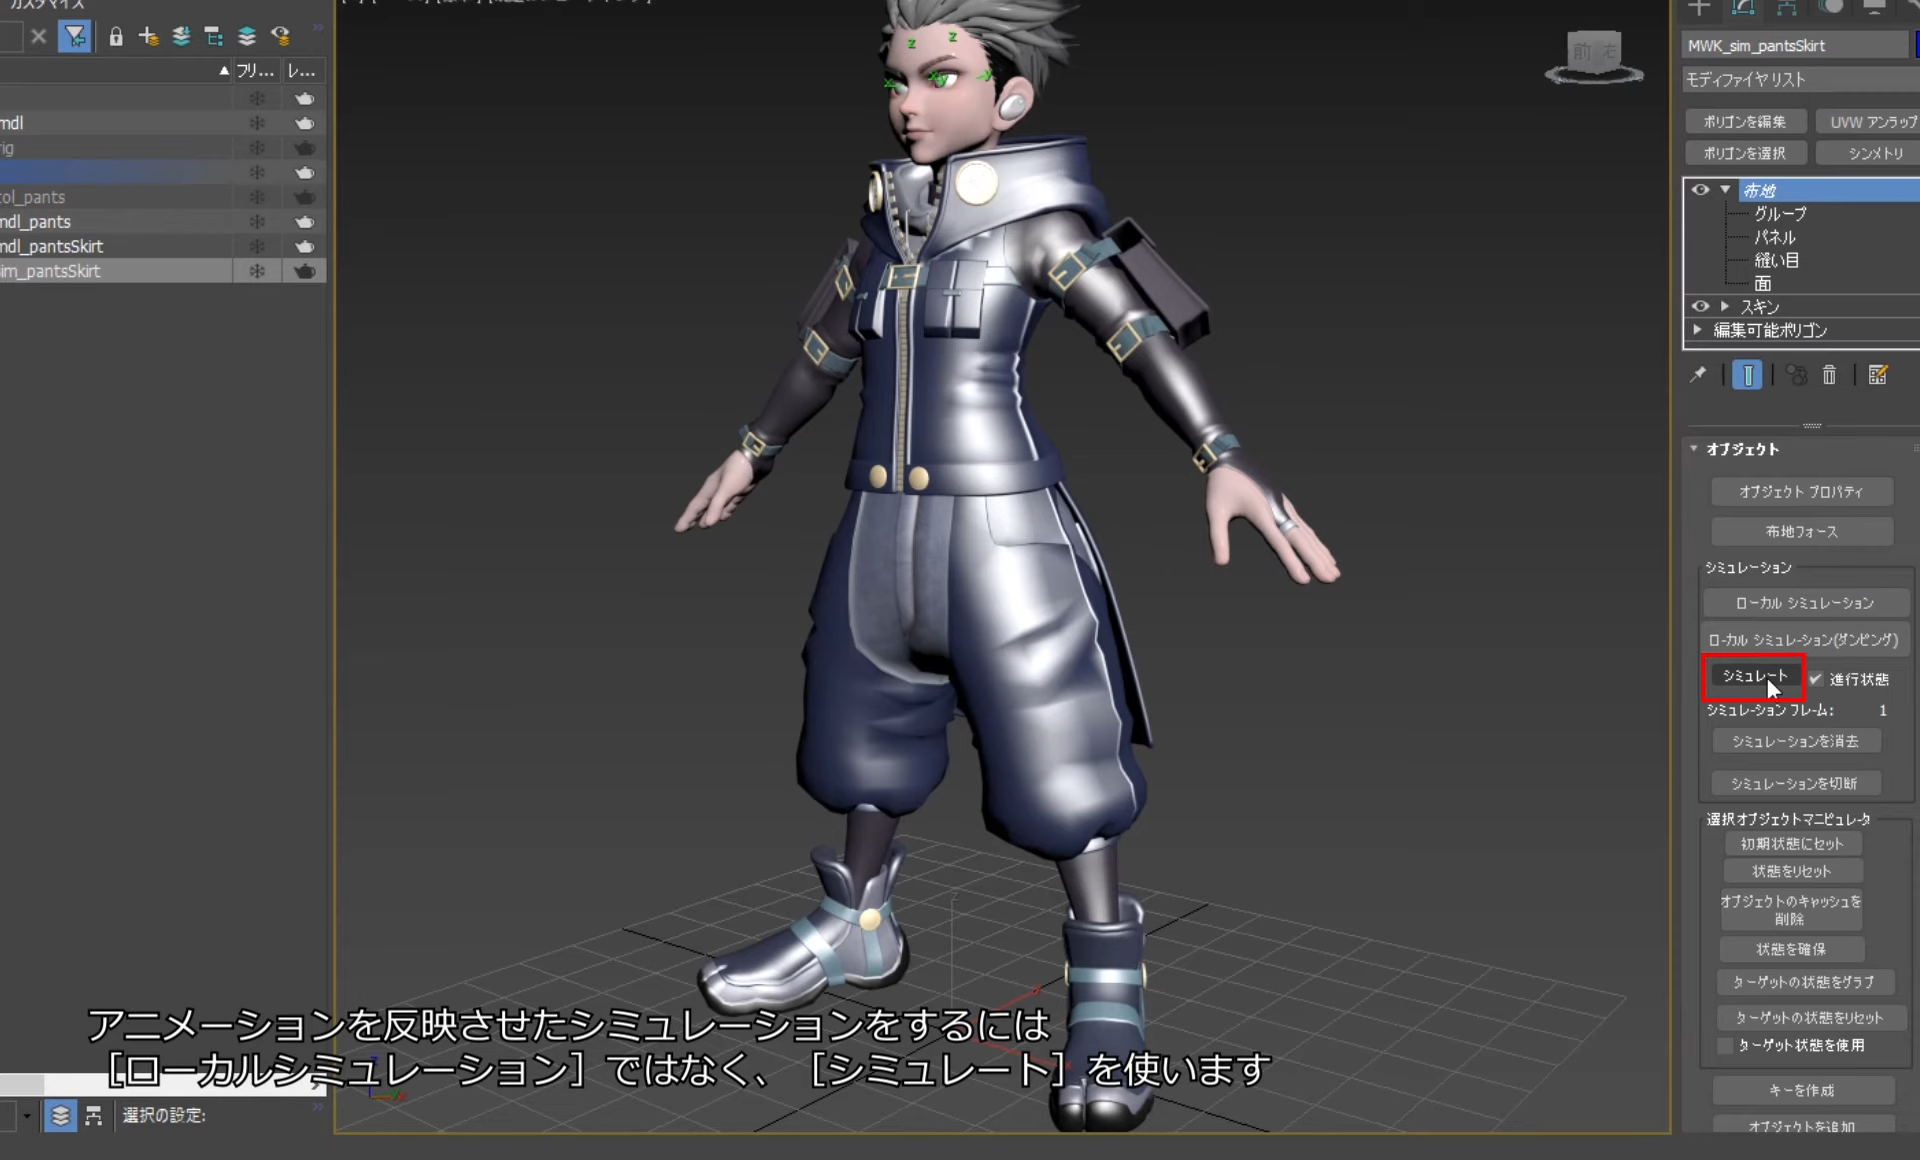 カスタマイズ
フリ...
レ...
mdl
rig
col_pants
mdl_pants
mdl_pantsSkirt
sim_pantsSkirt
選択の設定:
z
z
x
y
前
右
アニメーションを反映させたシミュレーションをするには
［ローカルシミュレーション］ではなく、［シミュレート］を使います
MWK_sim_pantsSkirt
モディファイヤ リスト
ポリゴンを編集
UVW アンラップ
ポリゴンを選択
シンメトリ
布地
グループ
パネル
縫い目
面
スキン
編集可能ポリゴン
オブジェクト
オブジェクト プロパティ
布地フォース
シミュレーション
ローカル シミュレーション
ローカル シミュレーション(ダンピング)
シミュレート
進行状態
シミュレーション フレーム: 1
シミュレーションを消去
シミュレーションを切断
選択オブジェクトマニピュレータ
初期状態にセット
状態をリセット
オブジェクトのキャッシュを
削除
状態を確保
ターゲットの状態をグラブ
ターゲットの状態をリセット
ターゲット状態を使用
キーを作成
オブジェクトを追加